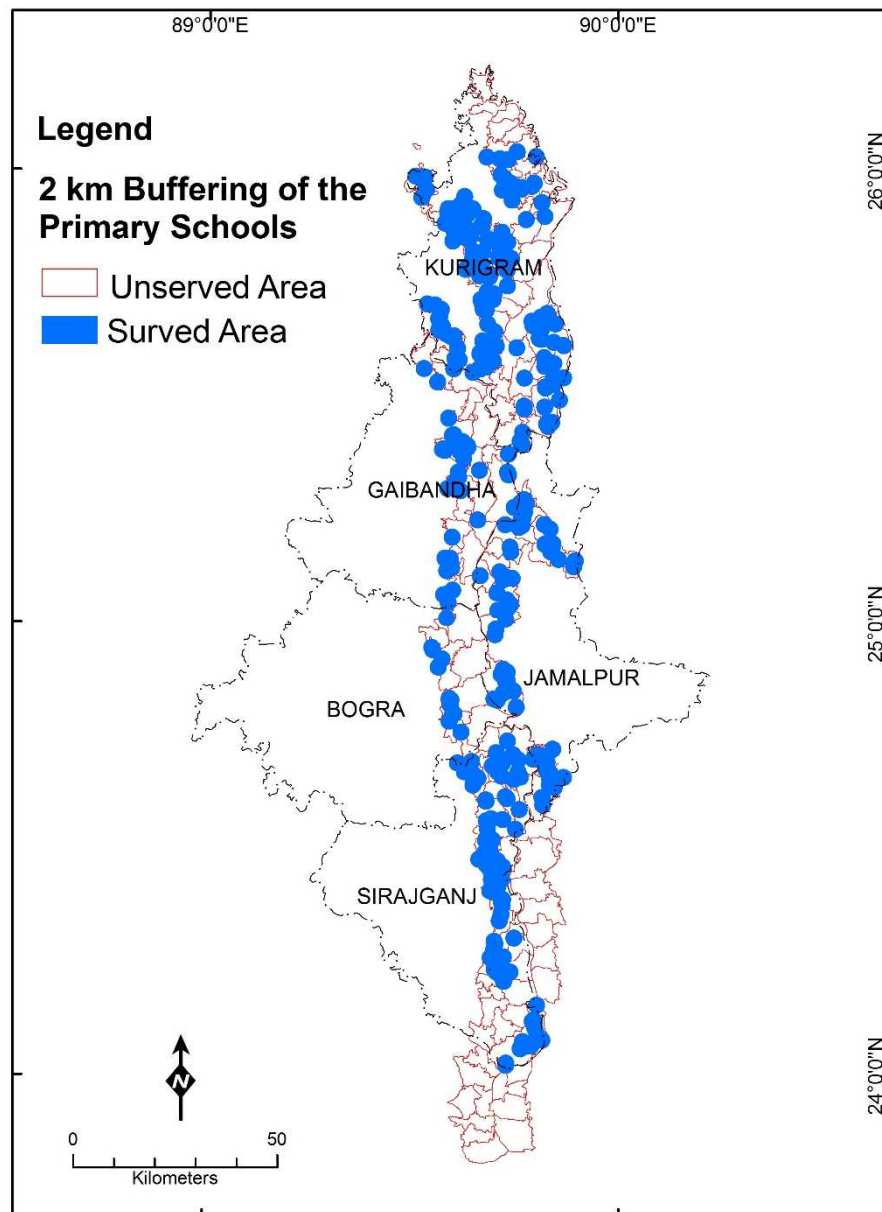 89°0'0"E
90°0'0"E
Legend
2 km Buffering of the
Primary Schools
Unserved Area
Surved Area
26°0'0"N
KURIGRAM
GAIBANDHA
25°0'0"N
JAMALPUR
BOGRA
SIRAJGANJ
24°0'0"N
N
0
50
Kilometers